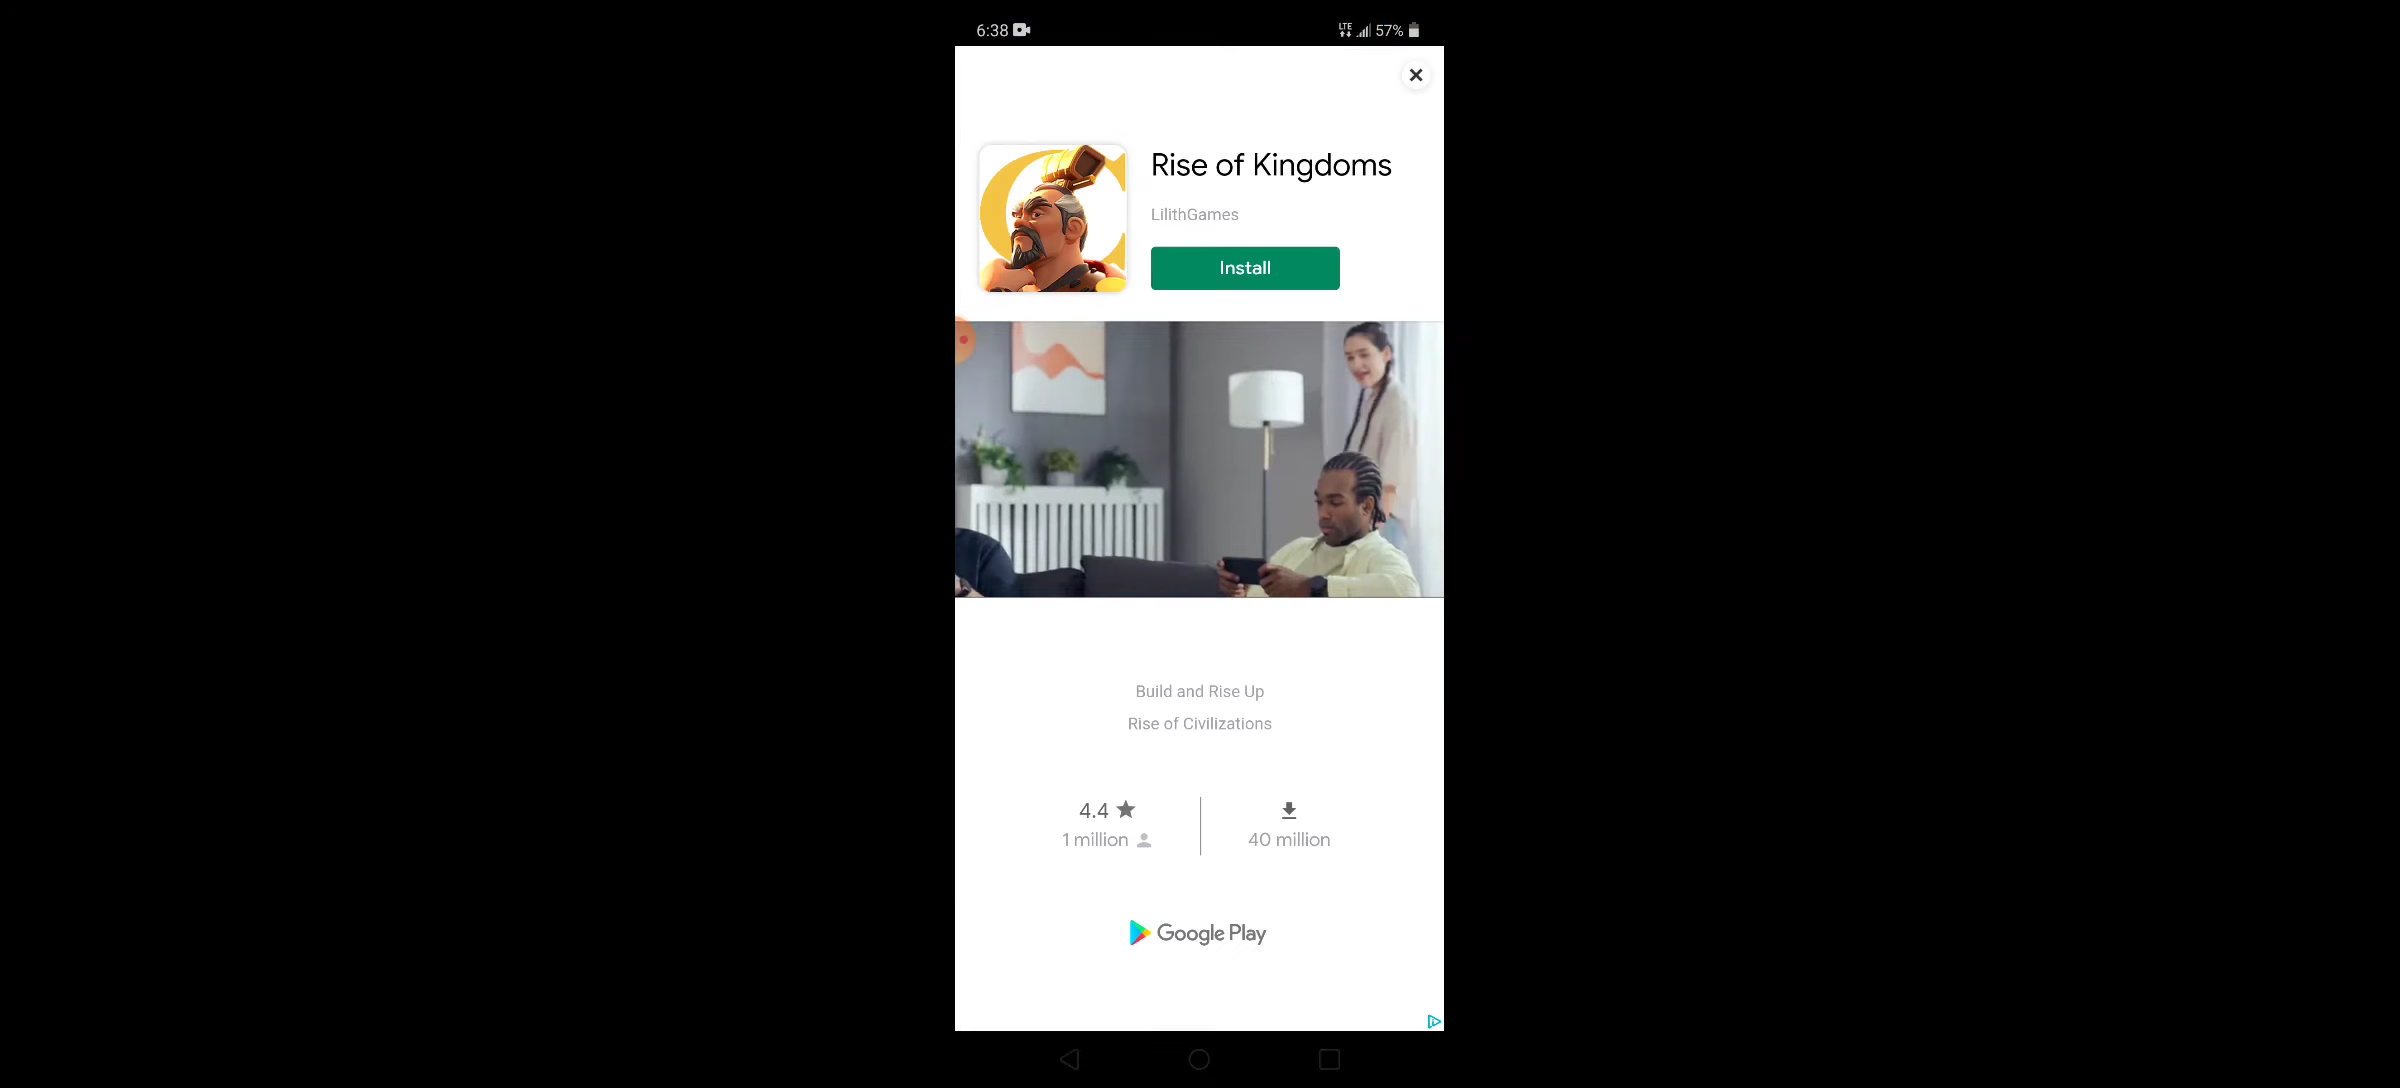 6:38
LTE 57%
Rise of Kingdoms
LilithGames
Install
Build and Rise Up
Rise of Civilizations
4.4
1 million
40 million
Google Play